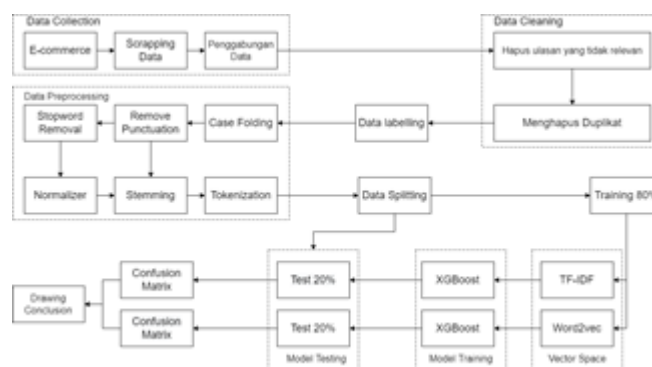 Data Collection
E-commerce
Scrapping
Data
Penggabungan
Data
Data Cleaning
Hapus ulasan yang tidak relevan
Menghapus Duplikat
Data labelling
Data Preprocessing
Case Folding
Remove
Punctuation
Stopword
Removal
Normalizer
Stemming
Tokenization
Data Splitting
Training 80%
TF-IDF
Word2vec
Vector Space
XGBoost
XGBoost
Model Training
Test 20%
Test 20%
Model Testing
Confusion
Matrix
Confusion
Matrix
Drawing
Conclusion